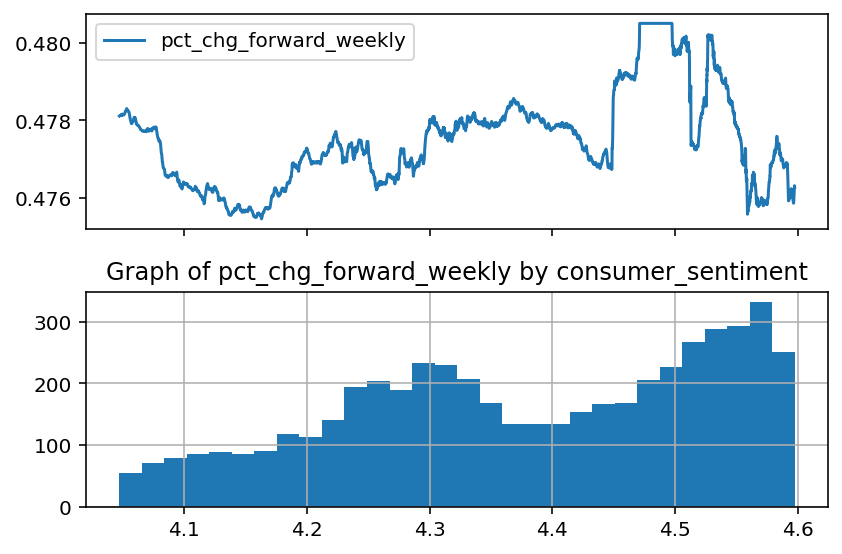 pct_chg_forward_weekly
0.480
0.478
0.476
Graph of pct_chg_forward_weekly by consumer_sentiment
300
200
100
0
4.1 4.2 4.3 4.4 4.5 4.6